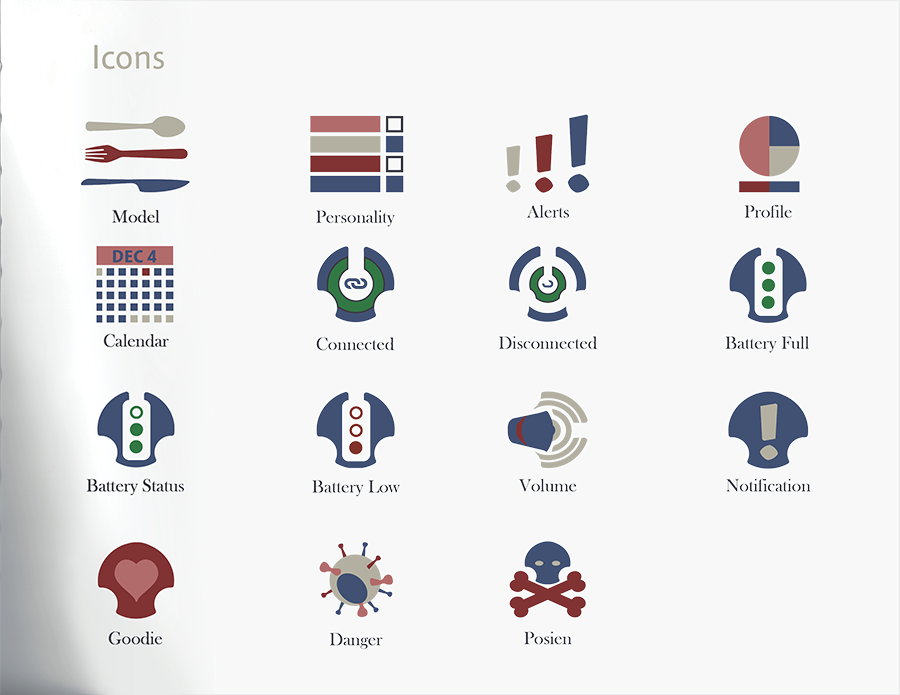 Icons
Model
Personality
Alerts
Profile
DEC 4
Calendar
Connected
Disconnected
Battery Full
Battery Status
Battery Low
Volume
Notification
Goodie
Danger
Posien